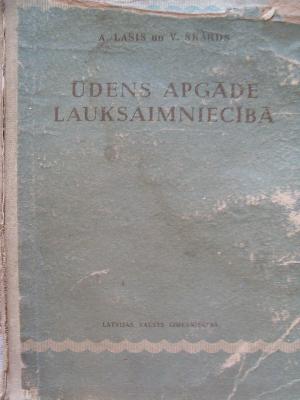 A. LASIS un V. SKARDS
ŪDENS APGĀDE
LAUKSAIMNIECĪBĀ
LATVIJAS VALSTS IZDEVNIECĪBA